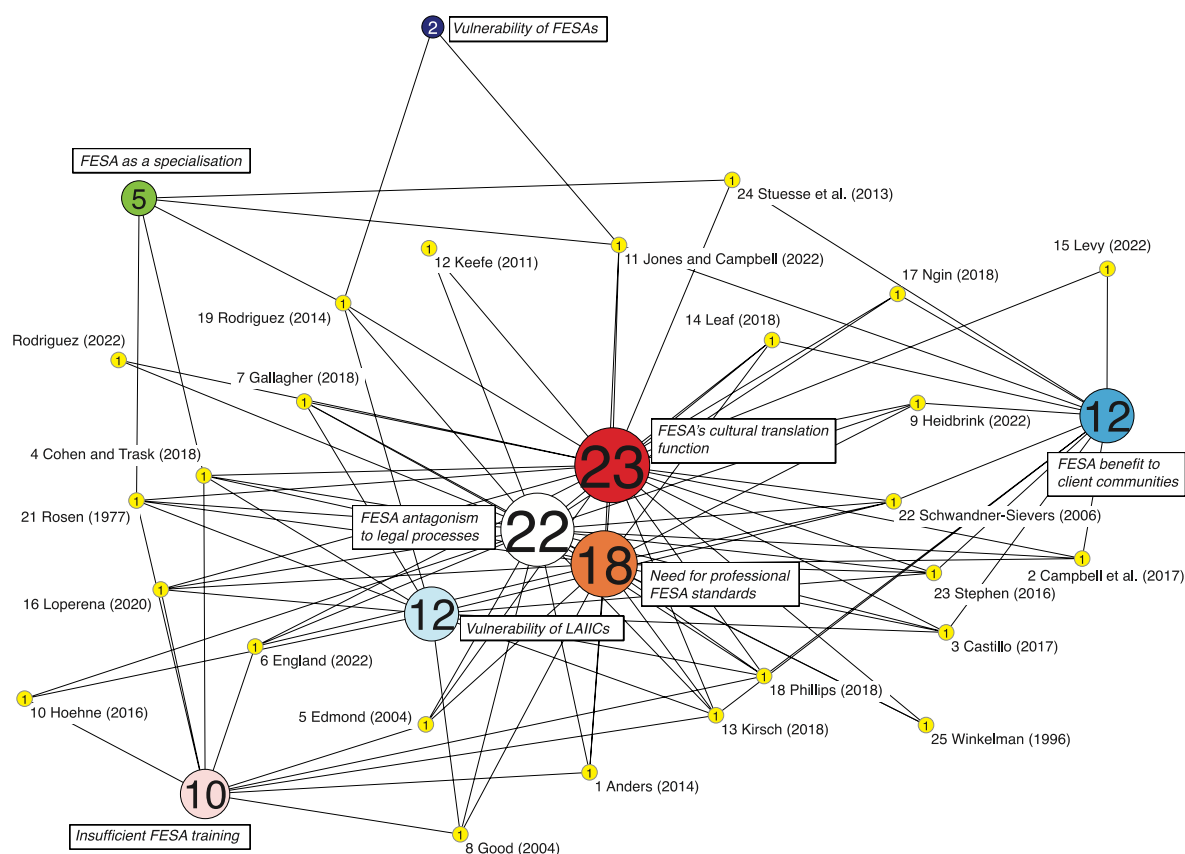 2
Vulnerability of FESAs
FESA as a specialisation
5
1
24 Stuesse et al. (2013)
1
12 Keefe (2011)
1
11 Jones and Campbell (2022)
15 Levy (2022)
1
17 Ngin (2018)
1
1
19 Rodriguez (2014)
14 Leaf (2018)
1
Rodriguez (2022)
1
7 Gallagher (2018)
1
1
9 Heidbrink (2022)
12
FESA's cultural translation
function
23
FESA benefit to
client communities
4 Cohen and Trask (2018)
1
1
21 Rosen (1977)
FESA antagonism
to legal processes
22
1
22 Schwandner-Sievers (2006)
18
Need for professional
FESA standards
1
2 Campbell et al. (2017)
1
23 Stephen (2016)
1
16 Loperena (2020)
12
Vulnerability of LAIICs
1
3 Castillo (2017)
1
6 England (2022)
1
18 Phillips (2018)
1
10 Hoehne (2016)
5 Edmond (2004)
1
1
13 Kirsch (2018)
1
25 Winkelman (1996)
10
1
1 Anders (2014)
Insufficient FESA training
1
8 Good (2004)